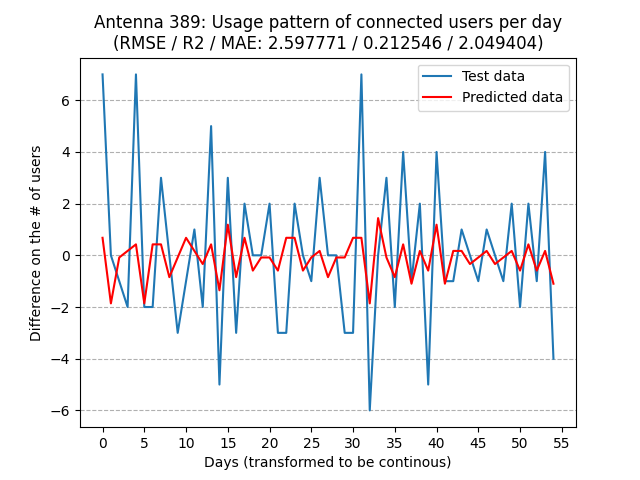 Antenna 389: Usage pattern of connected users per day
(RMSE / R2 / MAE: 2.597771 / 0.212546 / 2.049404)
Test data
Predicted data
6
4
2
0
−2
−4
−6
Difference on the # of users
0 5 10 15 20 25 30 35 40 45 50 55
Days (transformed to be continous)